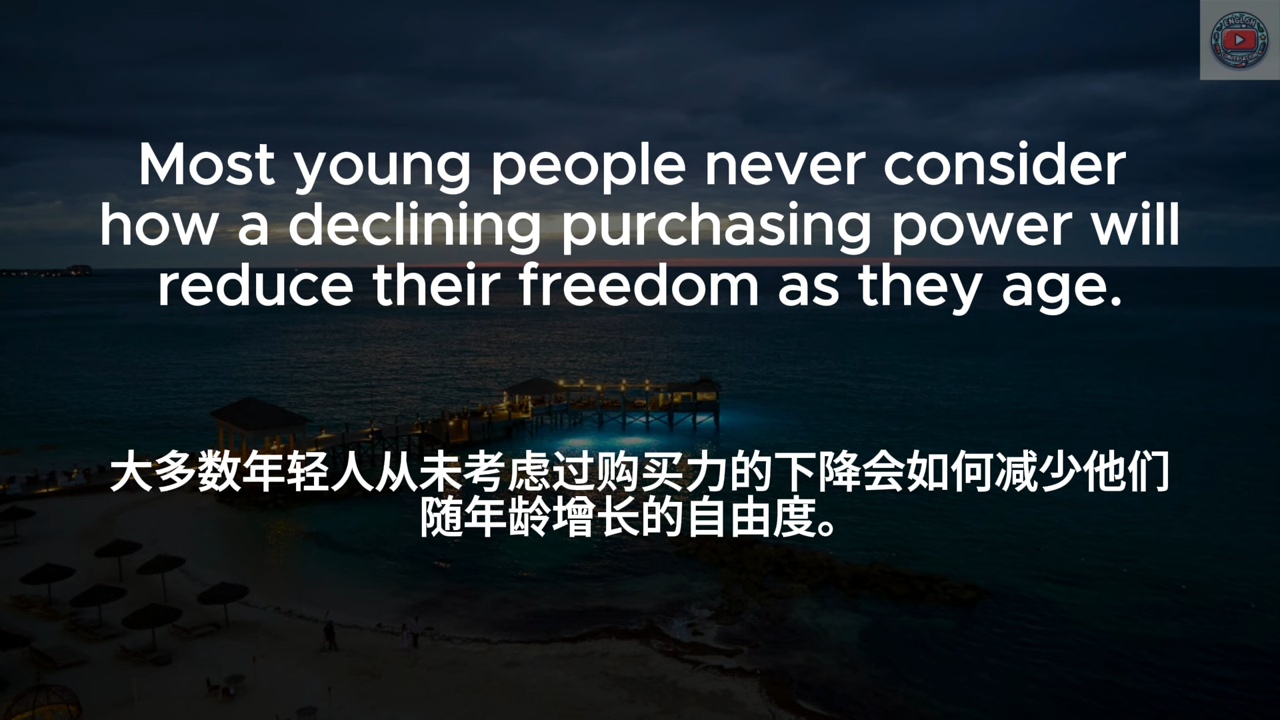 Most young people never consider
how a declining purchasing power will
reduce their freedom as they age.
大多数年轻人从未考虑过购买力的下降会如何减少他们
随年龄增长的自由度。
ENGLISH